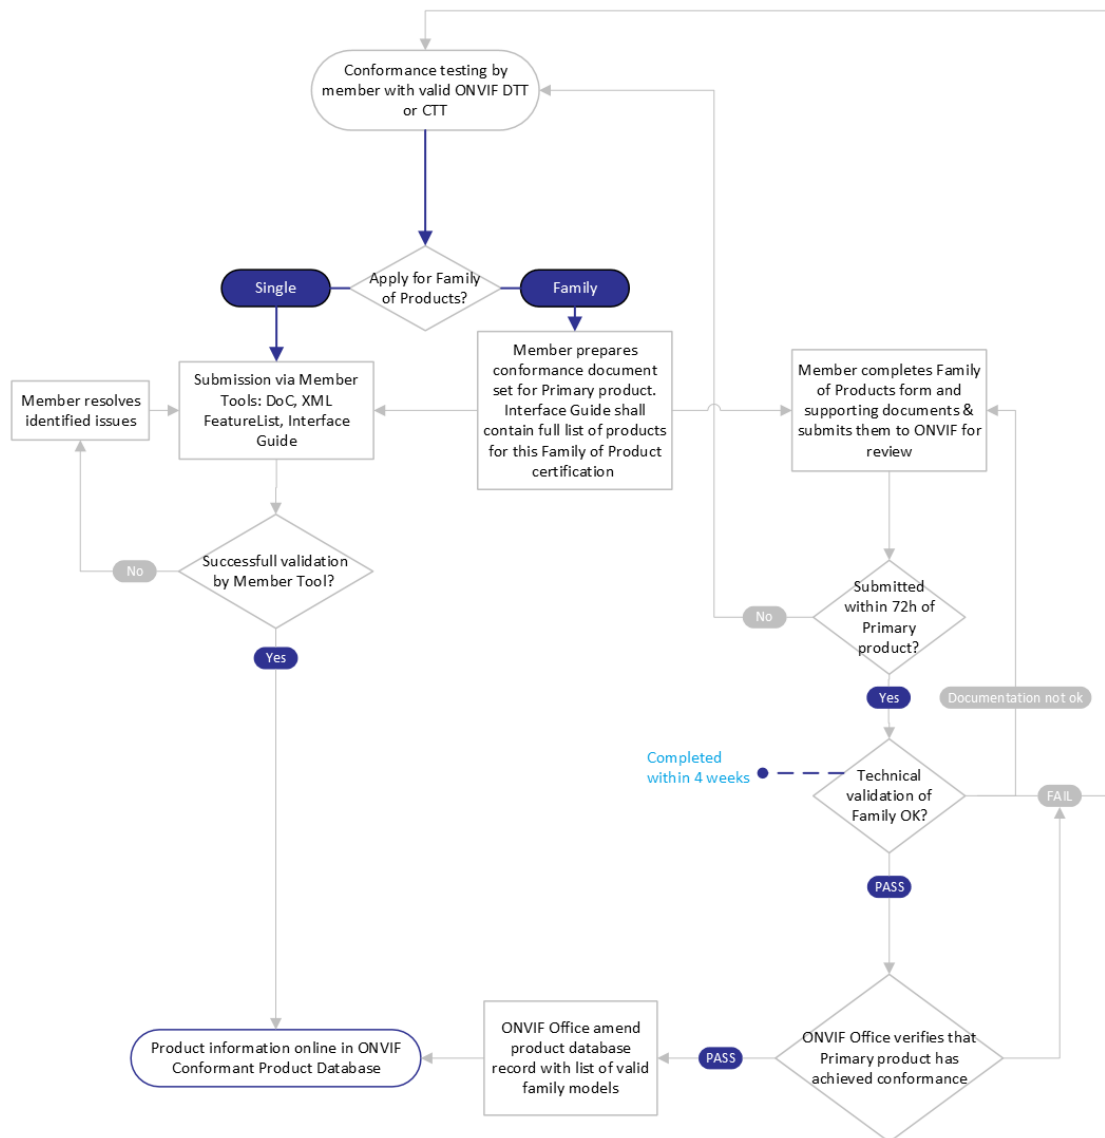 Conformance testing by
member with valid ONVIF DTT
or CTT
Apply for Family
of Products?
Single
Family
Member resolves
identified issues
Submission via Member
Tools: DoC, XML
FeatureList, Interface
Guide
Member prepares
conformance document
set for Primary product.
Interface Guide shall
contain full list of products
for this Family of Product
certification
Member completes Family
of Products form and
supporting documents &
submits them to ONVIF for
review
No
Successfull validation
by Member Tool?
Yes
No
Submitted
within 72h of
Primary
product?
Yes
Documentation not ok
Completed
within 4 weeks
Technical
validation of
Family OK?
FAIL
PASS
Product information online in ONVIF
Conformant Product Database
ONVIF Office amend
product database
record with list of valid
family models
PASS
ONVIF Office verifies that
Primary product has
achieved conformance